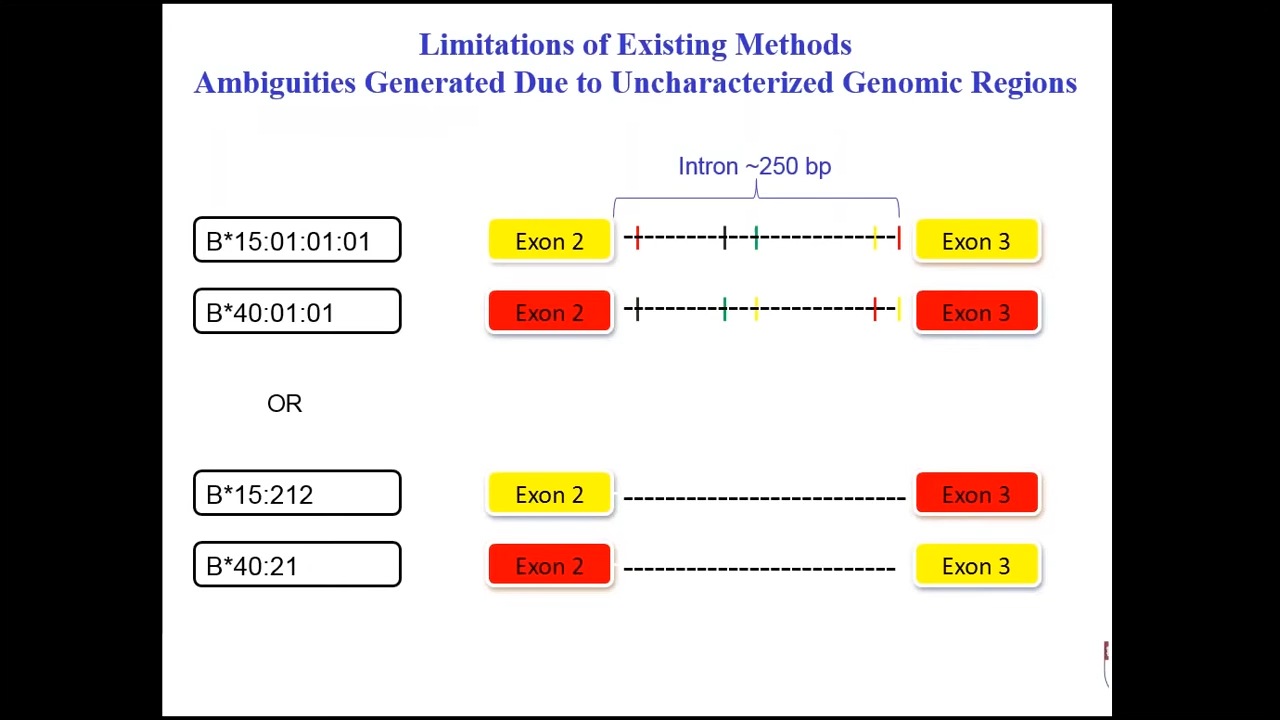 Limitations of Existing Methods
Ambiguities Generated Due to Uncharacterized Genomic Regions
Intron ~250 bp
B*15:01:01:01 Exon 2 Exon 3
B*40:01:01 Exon 2 Exon 3
OR
B*15:212 Exon 2 Exon 3
B*40:21 Exon 2 Exon 3